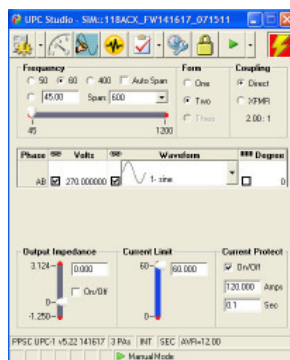 UPC Studio - SIM::118ACX_FW141617_071511
Frequency
50 60 400 Auto Span
45.00 Span: 600
45 1200
Form
One
Two
Three
Coupling
Direct
XFMR
2.00: 1
Phase Volts Waveform Degree
AB 270.000000 1- sine 0
Output Impedance
3.124 0.000
On/Off
0
-1.250
Current Limit
60 60.000
0
Current Protect
On/Off
120.000 Amps
0.1 Sec
PPSC UPC-1 v5.22 141617 3 PAs INT SEC AVFl=12.00
Manual Mode